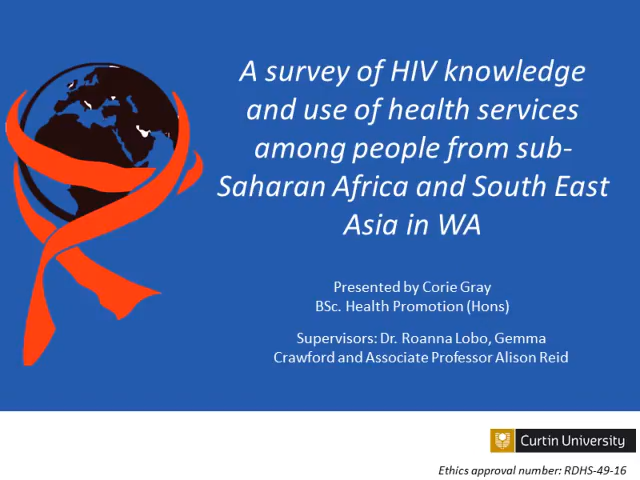 A survey of HIV knowledge
and use of health services
among people from sub-
Saharan Africa and South East
Asia in WA
Presented by Corie Gray
BSc. Health Promotion (Hons)
Supervisors: Dr. Roanna Lobo, Gemma
Crawford and Associate Professor Alison Reid
Curtin University
Ethics approval number: RDHS-49-16